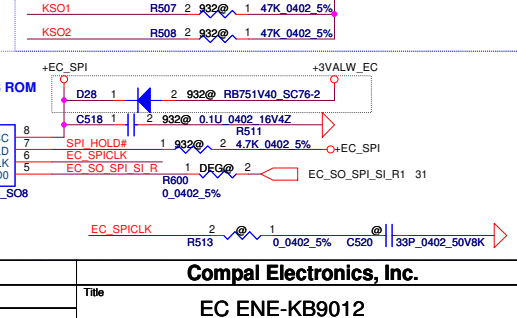 KSO1 R507 2 932@ 1 47K_0402_5%
KSO2 R508 2 932@ 1 47K_0402_5%
+EC_SPI +3VALW_EC
ROM D28 1 2 932@ RB751V40_SC76-2
C518 1 2 932@ 0.1U_0402_16V4Z
R511
8
7 SPI_HOLD# 1 932@ 2 4.7K_0402_5% +EC_SPI
6 EC_SPICLK
5 EC_SO_SPI_SI_R 1 DEG@ 2 EC_SO_SPI_SI_R1 31
_SO8 R600
0_0402_5%
EC_SPICLK 2 @ 1 @
R513 0_0402_5% C520 33P_0402_50V8K
Compal Electronics, Inc.
Title
EC ENE-KB9012